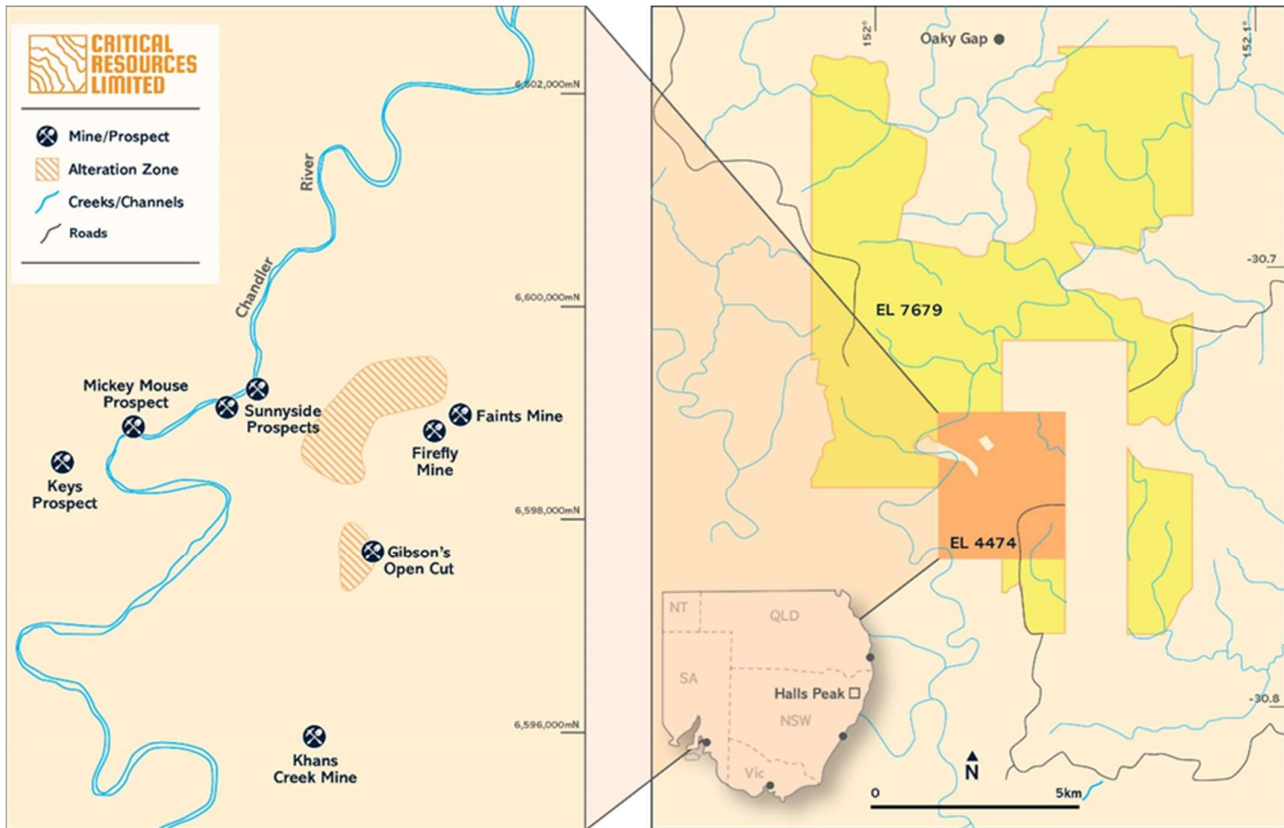 CRITICAL
RESOURCES
LIMITED
Mine/Prospect
Alteration Zone
Creeks/Channels
Roads
River
Chandler
6,602,000mN
6,600,000mN
Mickey Mouse
Prospect
Sunnyside
Prospects
Faints Mine
Firefly
Mine
Keys
Prospect
6,598,000mN
Gibson's
Open Cut
6,596,000mN
Khans
Creek Mine
152°
152.1°
Oaky Gap
-30.7
EL 7679
EL 4474
NT
QLD
SA
Halls Peak
NSW
Vic
-30.8
N
0
5km